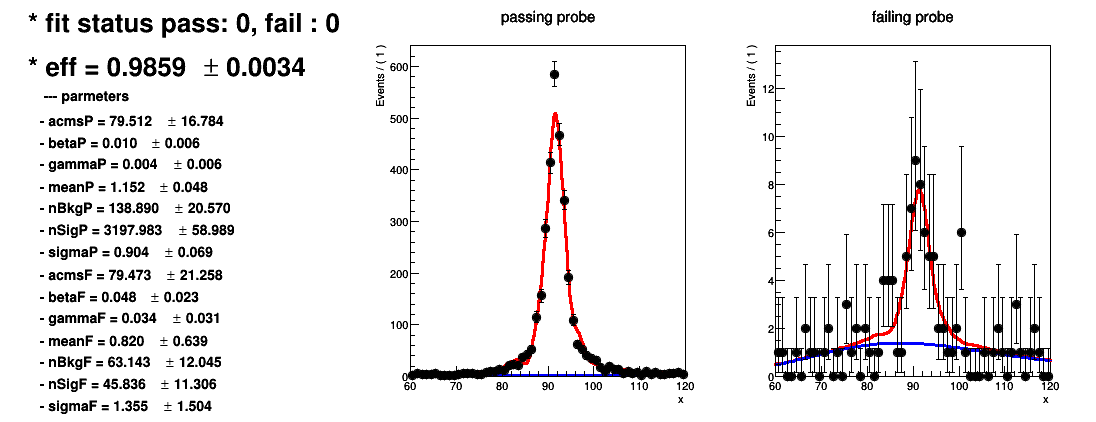 * fit status pass: 0, fail : 0
* eff = 0.9859 ± 0.0034
--- parmeters
- acmsP = 79.512 ± 16.784
- betaP = 0.010 ± 0.006
- gammaP = 0.004 ± 0.006
- meanP = 1.152 ± 0.048
- nBkgP = 138.890 ± 20.570
- nSigP = 3197.983 ± 58.989
- sigmaP = 0.904 ± 0.069
- acmsF = 79.473 ± 21.258
- betaF = 0.048 ± 0.023
- gammaF = 0.034 ± 0.031
- meanF = 0.820 ± 0.639
- nBkgF = 63.143 ± 12.045
- nSigF = 45.836 ± 11.306
- sigmaF = 1.355 ± 1.504
passing probe
Events / ( 1 )
600
500
400
300
200
100
0
60 70 80 90 100 110 120
x
failing probe
Events / ( 1 )
12
10
8
6
4
2
0
60 70 80 90 100 110 120
x